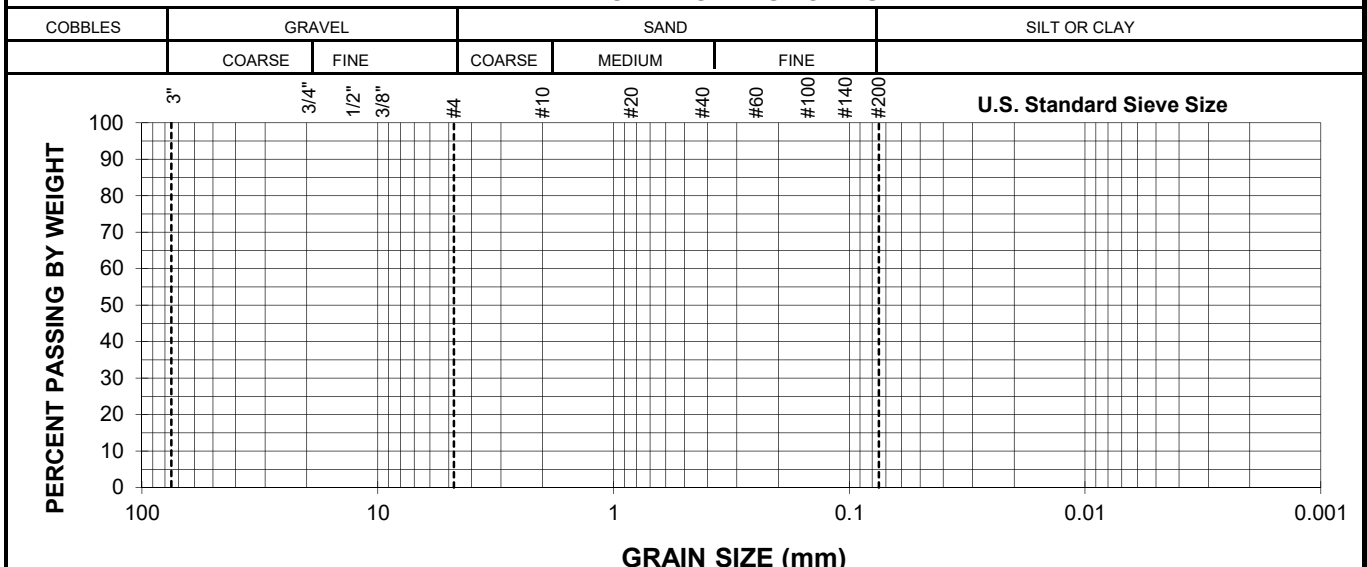 COBBLES GRAVEL SAND SILT OR CLAY
COARSE FINE COARSE MEDIUM FINE
3" 3/4" 1/2" 3/8" #4 #10 #20 #40 #60 #100 #140 #200 U.S. Standard Sieve Size
PERCENT PASSING BY WEIGHT
100
90
80
70
60
50
40
30
20
10
0
100 10 1 0.1 0.01 0.001
GRAIN SIZE (mm)